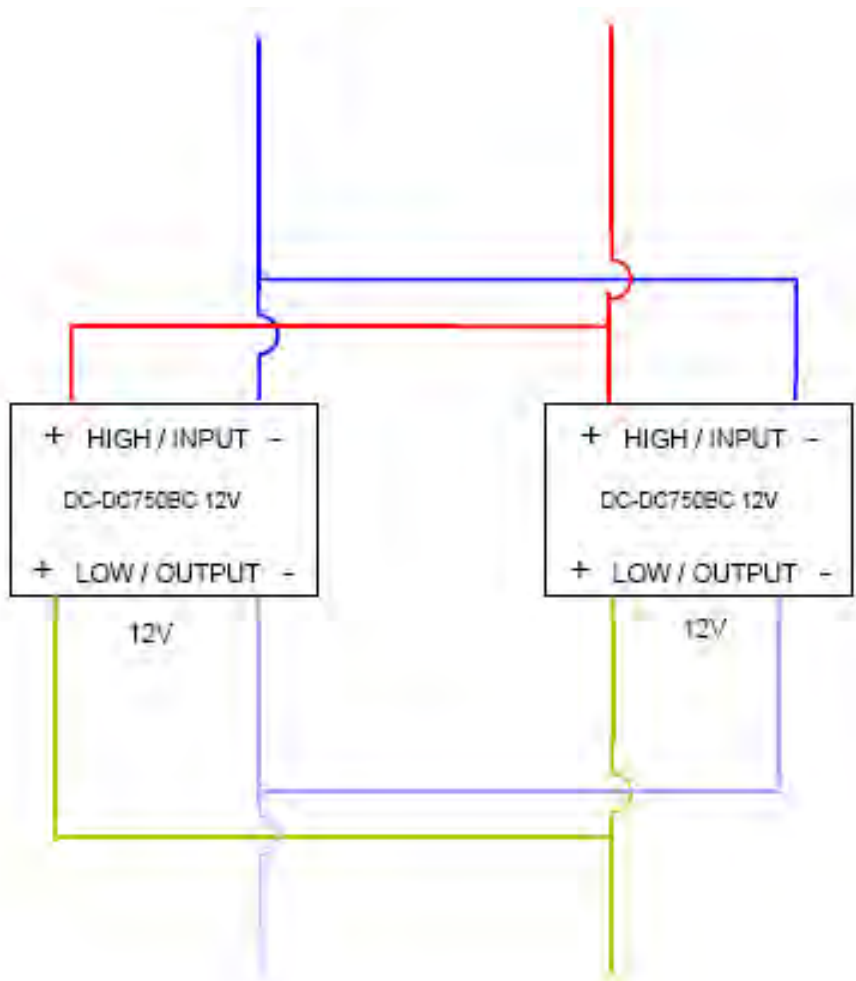 + HIGH / INPUT -
DC-DC750BC 12V
+ LOW / OUTPUT -
12V
+ HIGH / INPUT -
DC-DC750BC 12V
+ LOW / OUTPUT -
12V